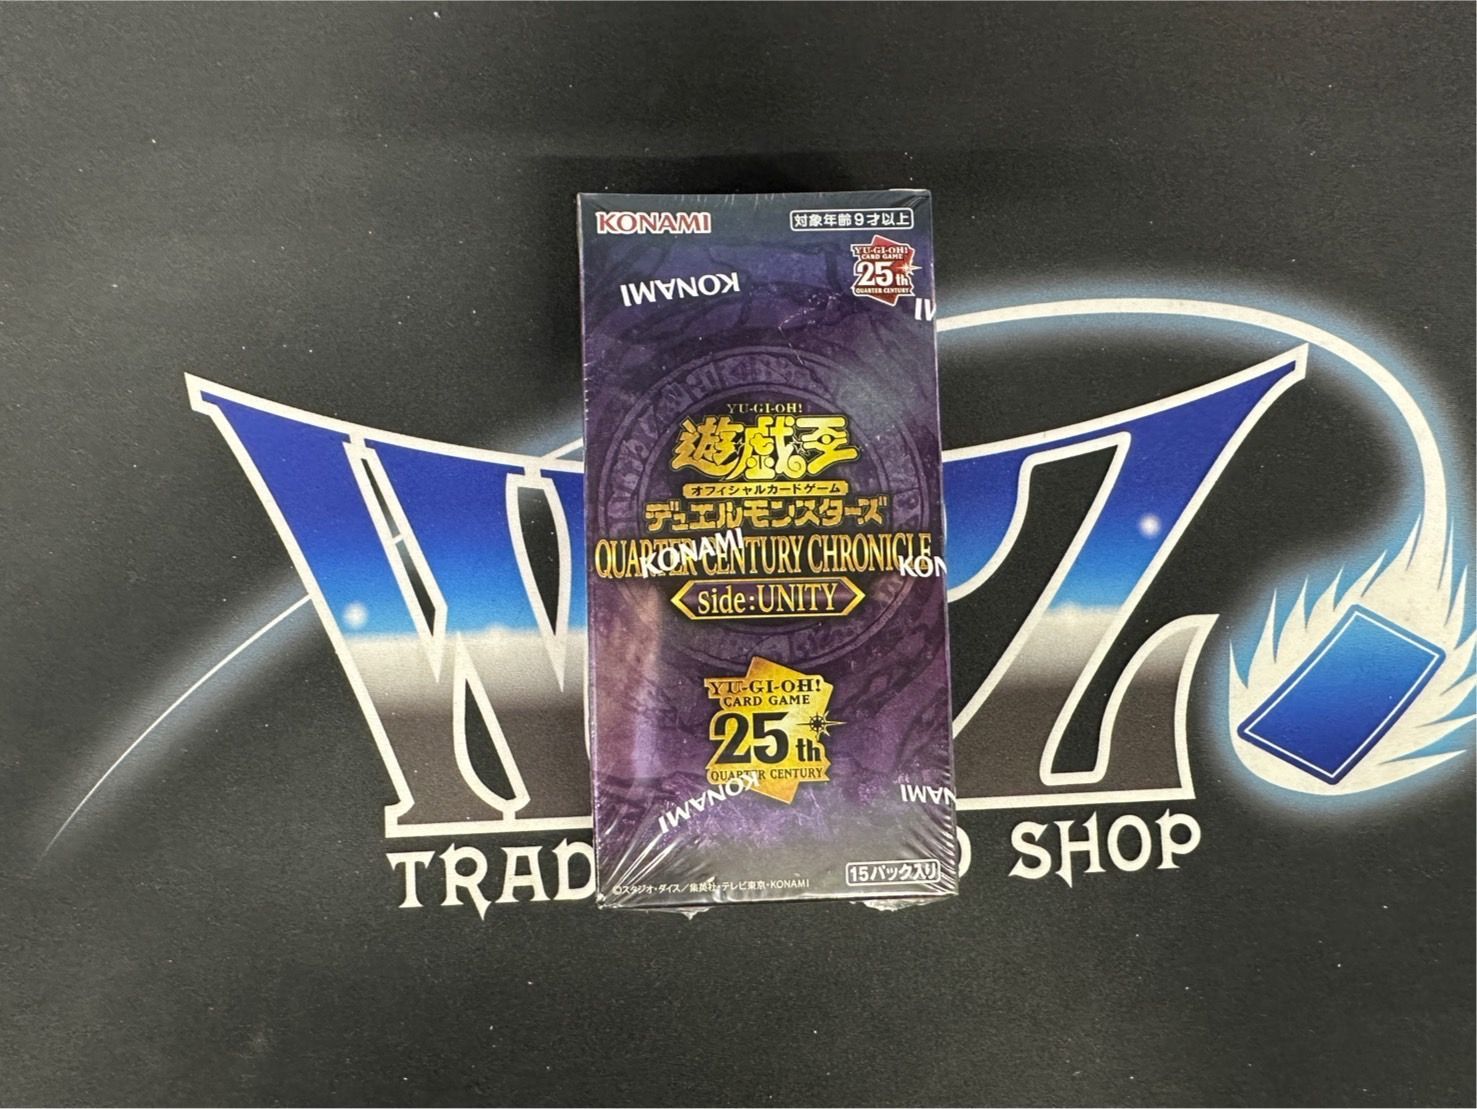 KONAMI
対象年齢9才以上
YU-GI-OH!
CARD GAME
25th
QUARTER CENTURY
KONAMI
YU-GI-OH!
遊☆戯☆王
オフィシャルカードゲーム
デュエルモンスターズ
QUARTER CENTURY CHRONICLE
KONAMI
KON
side:UNITY
YU-GI-OH!
CARD GAME
25th
QUARTER CENTURY
KONAMI
©スタジオ・ダイス/集英社・テレビ東京・KONAMI
15パック入り
TRAD
SHOP